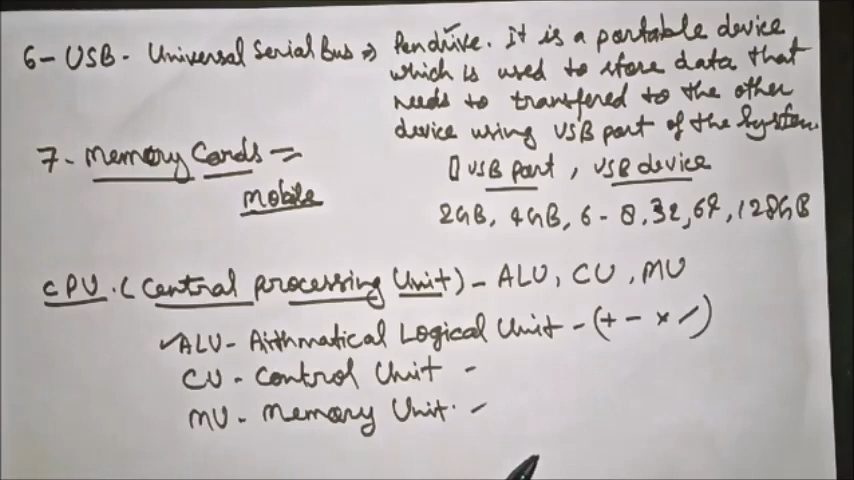 6- USB - Universal Serial Bus ⇒ Pendrive. It is a portable device
which is used to store data that
needs to transfered to the other
device using USB part of the System.
7- Memory Cards =
mobile
USB part, USB device
2GB, 4GB, 6-8, 32, 64, 128GB
CPU. (Central processing Unit) - ALU, CU, MU
✓ALU- Airthmatical Logical Unit - (+ - × /)
CU - Control Unit -
MU - Memory Unit. -